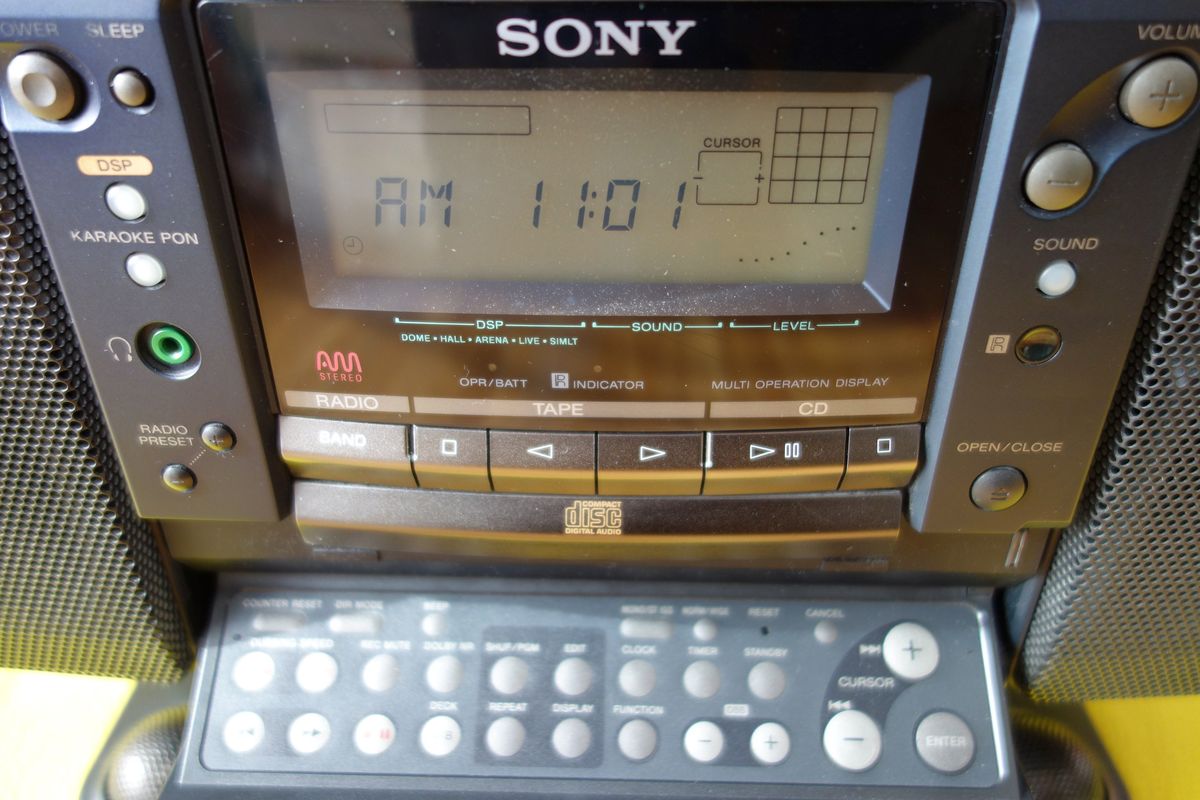 POWER SLEEP
SONY
VOLUM
DSP
CURSOR
- +
AM 11:01
KARAOKE PON
SOUND
DSP SOUND LEVEL
DOME • HALL • ARENA • LIVE • SIMLT
AM
STEREO
OPR/BATT IR INDICATOR MULTI OPERATION DISPLAY
RADIO TAPE CD
RADIO
PRESET
BAND
OPEN/CLOSE
COMPACT
disc
DIGITAL AUDIO
COUNTER RESET DIR MODE BEEP RESET CANCEL
DUBBING SPEED REC MUTE DOLBY NR SHUF/PGM EDIT CLOCK TIMER STANDBY
CURSOR
DECK REPEAT DISPLAY FUNCTION
ENTER